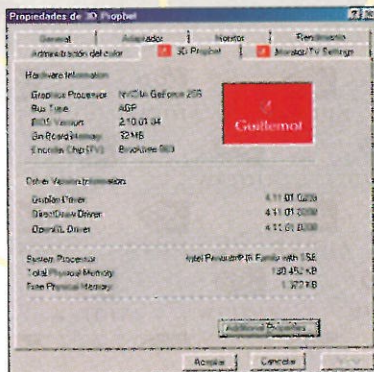 Propiedades de 3D Prophet
General Adaptador Monitor Rendimiento
Administración del color 3D Prophet Monitor/TV Settings
Hardware Information
Graphics Processor NVIDIA GeForce 256
Bus Type AGP
BIOS Version 2.10.01.04
On Board Memory 32 MB
Encoder Chip (TV) Brooktree
Guillemot
Driver Version Information
Display Driver 4.11.01.0208
DirectDraw Driver 4.11.01.0208
OpenGL Driver 4.11.01.0208
System Processor Intel Pentium(r) III Family with SSE
Total Physical Memory 130.452 KB
Free Physical Memory 1.372 KB
Additional Properties
Aceptar Cancelar